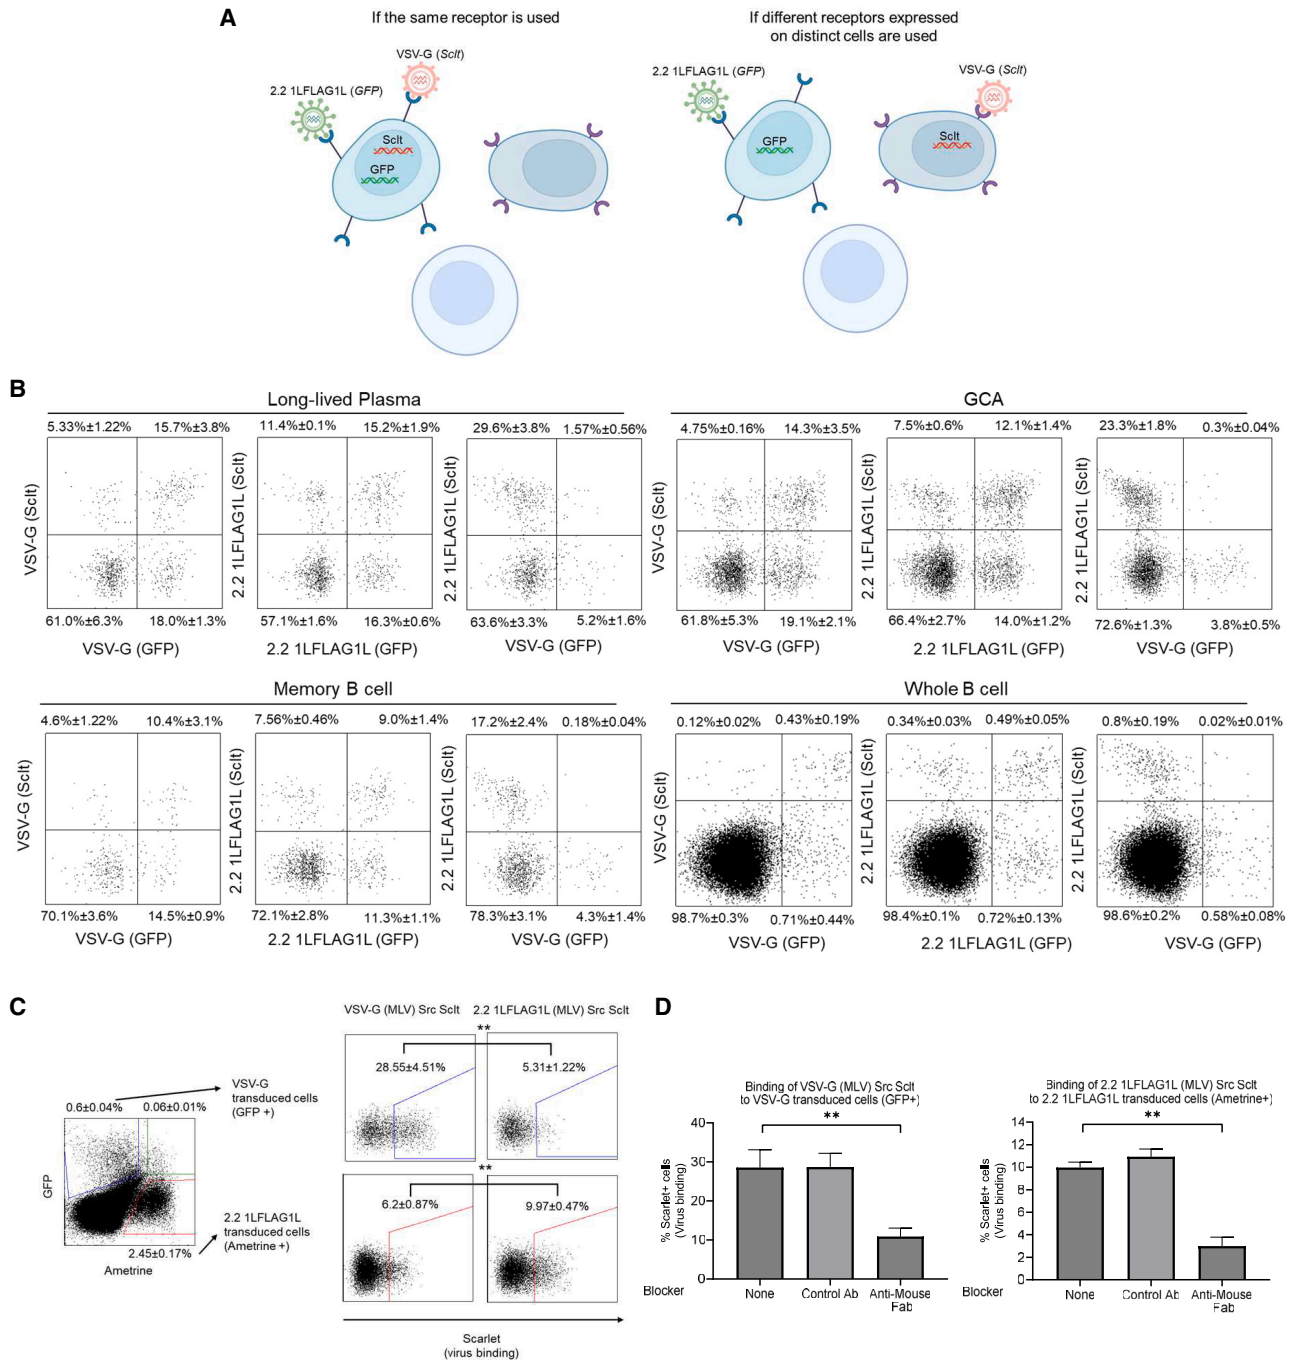 A
If the same receptor is used
If different receptors expressed
on distinct cells are used
VSV-G (Sclt)
2.2 1LFLAG1L (GFP)
Sclt
GFP
2.2 1LFLAG1L (GFP)
VSV-G (Sclt)
GFP
Sclt
B
Long-lived Plasma
5.33%±1.22% 15.7%±3.8%
VSV-G (Sclt)
61.0%±6.3% 18.0%±1.3%
VSV-G (GFP)
11.4%±0.1% 15.2%±1.9%
2.2 1LFLAG1L (Sclt)
57.1%±1.6% 16.3%±0.6%
2.2 1LFLAG1L (GFP)
29.6%±3.8% 1.57%±0.56%
2.2 1LFLAG1L (Sclt)
63.6%±3.3% 5.2%±1.6%
VSV-G (GFP)
GCA
4.75%±0.16% 14.3%±3.5%
VSV-G (Sclt)
61.8%±5.3% 19.1%±2.1%
VSV-G (GFP)
7.5%±0.6% 12.1%±1.4%
2.2 1LFLAG1L (Sclt)
66.4%±2.7% 14.0%±1.2%
2.2 1LFLAG1L (GFP)
23.3%±1.8% 0.3%±0.04%
2.2 1LFLAG1L (Sclt)
72.6%±1.3% 3.8%±0.5%
VSV-G (GFP)
Memory B cell
4.6%±1.22% 10.4%±3.1%
VSV-G (Sclt)
70.1%±3.6% 14.5%±0.9%
VSV-G (GFP)
7.56%±0.46% 9.0%±1.4%
2.2 1LFLAG1L (Sclt)
72.1%±2.8% 11.3%±1.1%
2.2 1LFLAG1L (GFP)
17.2%±2.4% 0.18%±0.04%
2.2 1LFLAG1L (Sclt)
78.3%±3.1% 4.3%±1.4%
VSV-G (GFP)
Whole B cell
0.12%±0.02% 0.43%±0.19%
VSV-G (Sclt)
98.7%±0.3% 0.71%±0.44%
VSV-G (GFP)
0.34%±0.03% 0.49%±0.05%
2.2 1LFLAG1L (Sclt)
98.4%±0.1% 0.72%±0.13%
2.2 1LFLAG1L (GFP)
0.8%±0.19% 0.02%±0.01%
2.2 1LFLAG1L (Sclt)
98.6%±0.2% 0.58%±0.08%
VSV-G (GFP)
C
0.6±0.04% 0.06±0.01%
GFP
2.45±0.17%
Ametrine
VSV-G
transduced cells
(GFP +)
2.2 1LFLAG1L
transduced cells
(Ametrine +)
VSV-G (MLV) Src Sclt 2.2 1LFLAG1L (MLV) Src Sclt
**
28.55±4.51% 5.31±1.22%
**
6.2±0.87% 9.97±0.47%
Scarlet
(virus binding)
D
Binding of VSV-G (MLV) Src Sclt
to VSV-G transduced cells (GFP+)
**
% Scarlet+ cells
(Virus binding)
40
30
20
10
0
Blocker
None Control Ab Anti-Mouse
Fab
Binding of 2.2 1LFLAG1L (MLV) Src Sclt
to 2.2 1LFLAG1L transduced cells (Ametrine+)
**
% Scarlet+ cells
(Virus binding)
14
12
10
8
6
4
2
0
Blocker
None Control Ab Anti-Mouse
Fab